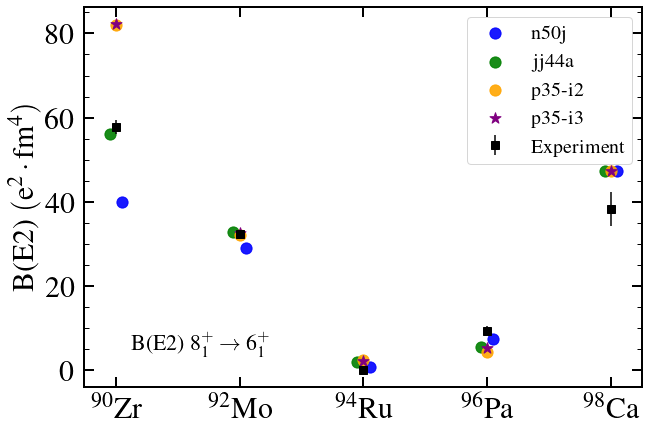 80
60
40
20
0
B(E2) (e² · fm⁴)
n50j
jj44a
p35-i2
p35-i3
Experiment
B(E2) 8₁⁺ → 6₁⁺
⁹⁰Zr
⁹²Mo
⁹⁴Ru
⁹⁶Pa
⁹⁸Ca